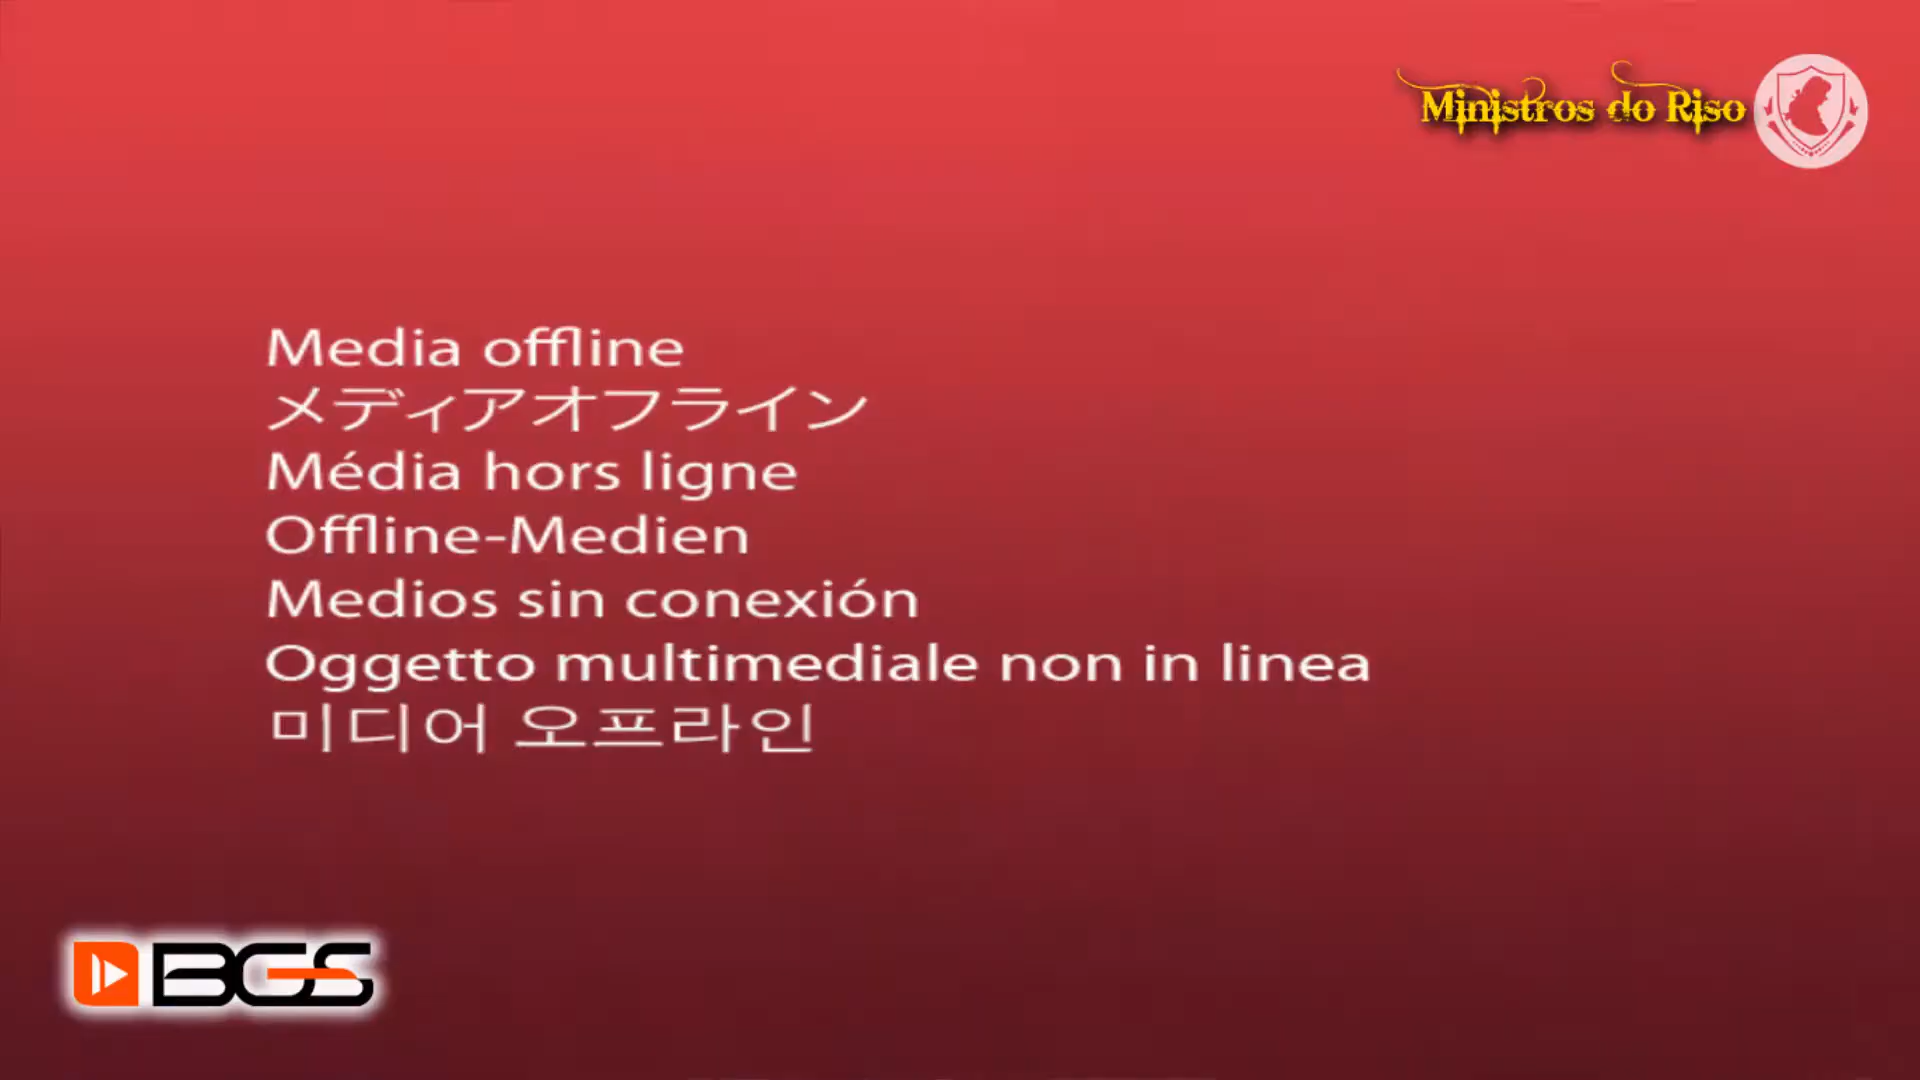 Ministros do Riso
Media offline
メディアオフライン
Média hors ligne
Offline-Medien
Medios sin conexión
Oggetto multimediale non in linea
미디어 오프라인
BGS